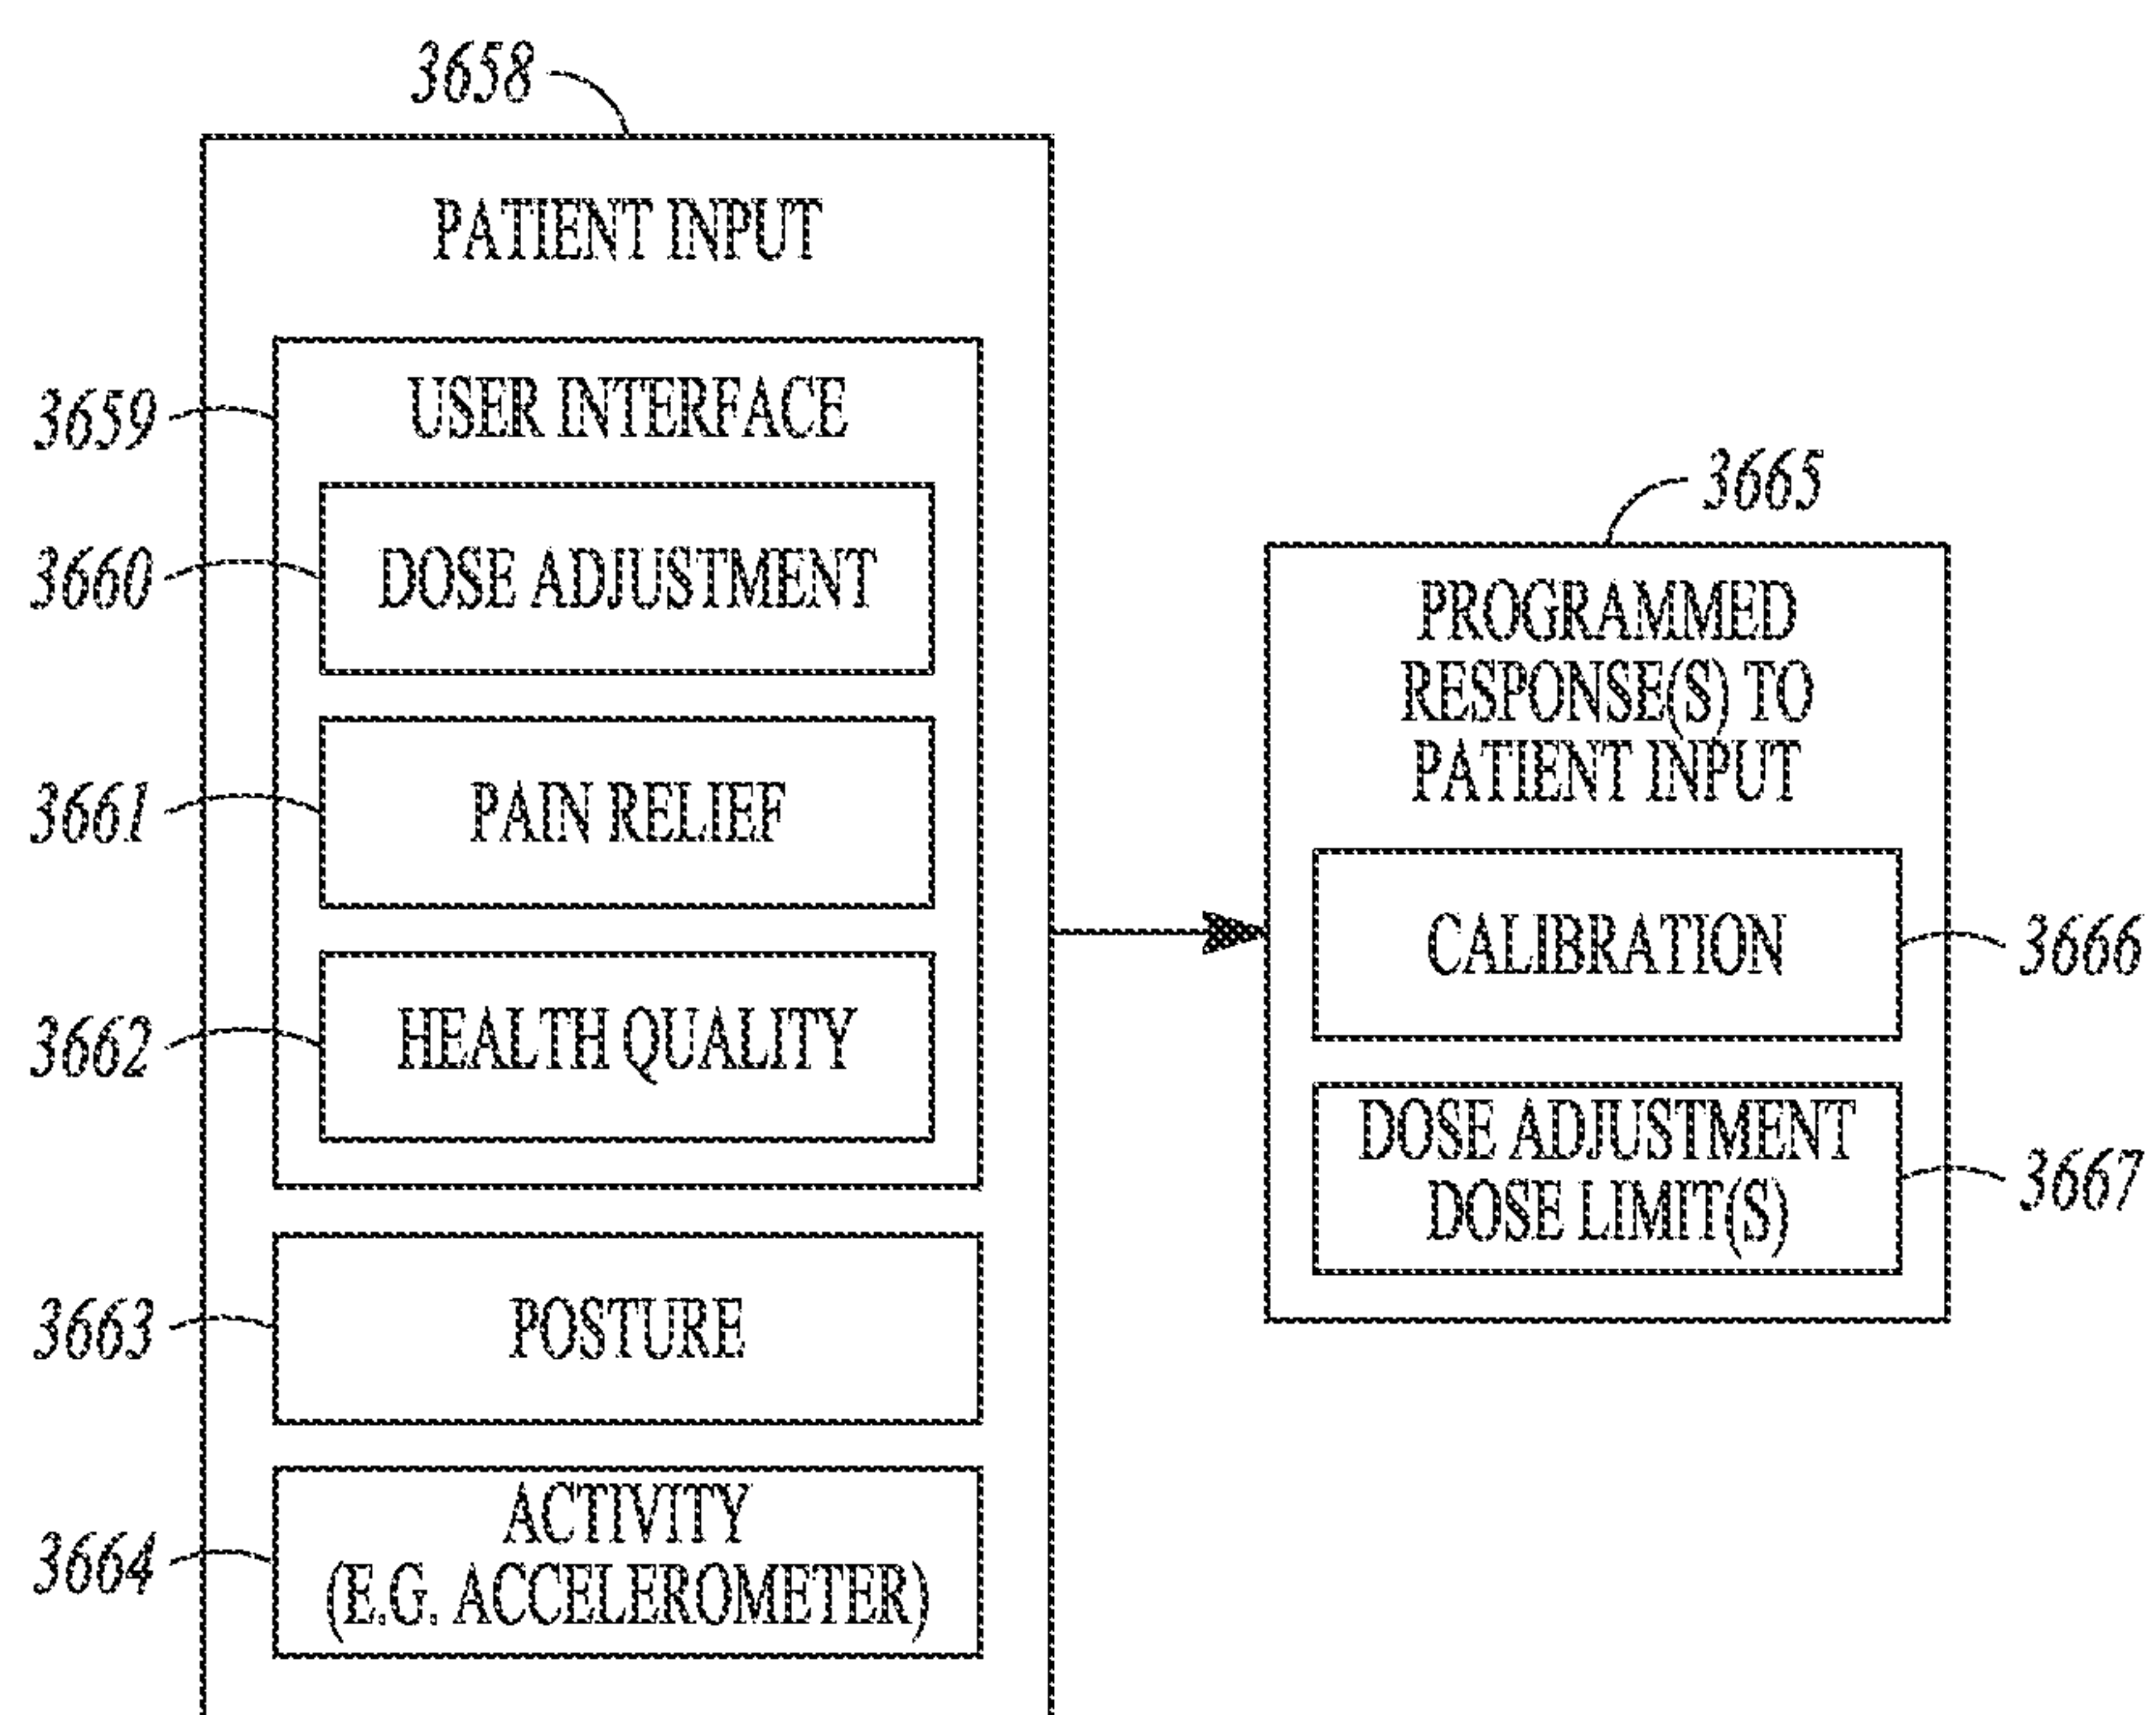 3658
PATIENT INPUT
3659
USER INTERFACE
3660
DOSE ADJUSTMENT
3661
PAIN RELIEF
3662
HEALTH QUALITY
3663
POSTURE
3664
ACTIVITY
(E.G. ACCELEROMETER)
3665
PROGRAMMED
RESPONSE(S) TO
PATIENT INPUT
CALIBRATION
3666
DOSE ADJUSTMENT
DOSE LIMIT(S)
3667